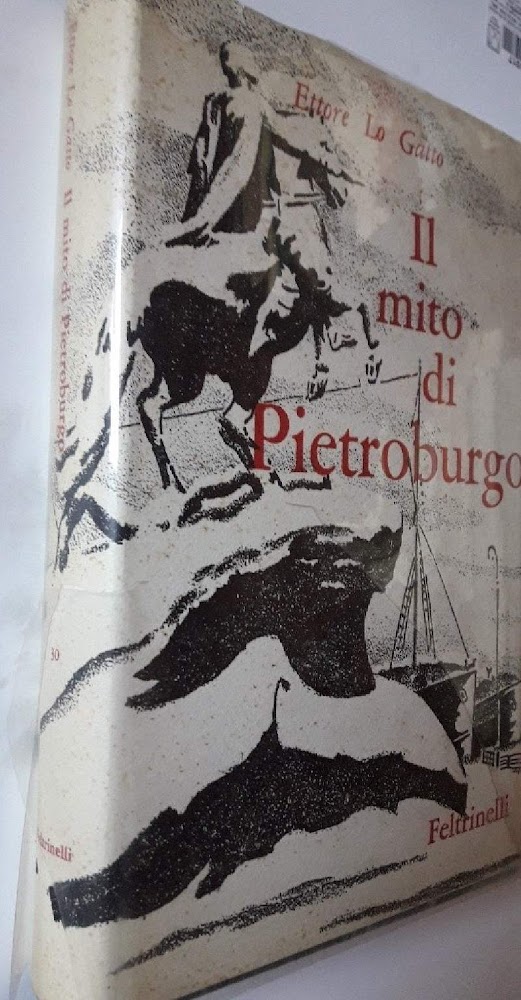 Ettore Lo Gatto
Il
mito
di
Pietroburgo
Feltrinelli
Ettore Lo Gatto Il mito di Pietroburgo
30
Feltrinelli